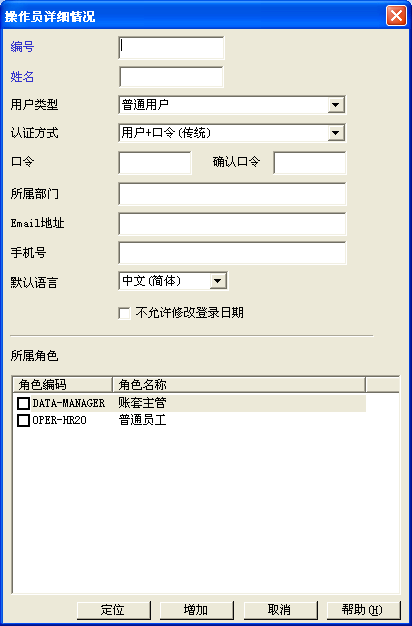 操作员详细情况
编号
姓名
用户类型 普通用户
认证方式 用户+口令(传统)
口令 确认口令
所属部门
Email地址
手机号
默认语言 中文(简体)
不允许修改登录日期
所属角色
角色编码 角色名称
DATA-MANAGER 账套主管
OPER-HR20 普通员工
定位 增加 取消 帮助(H)